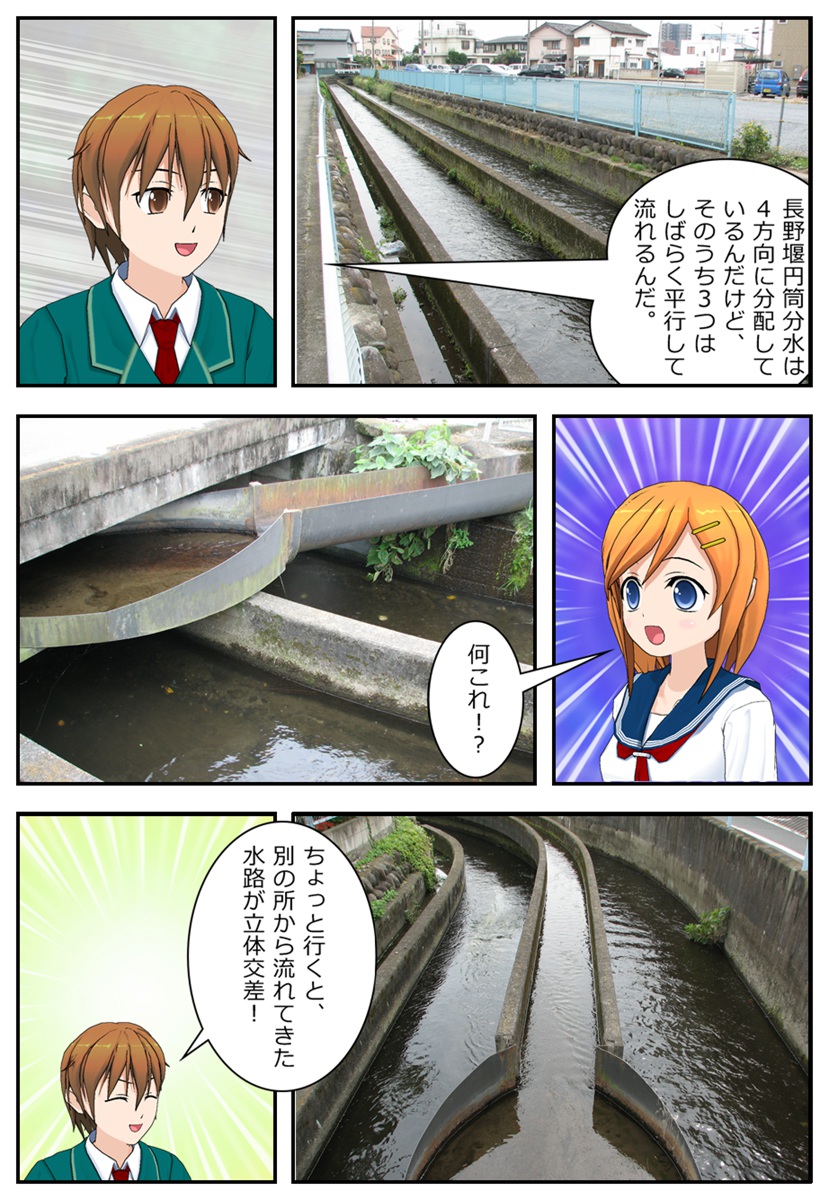 長野堰円筒分水は
４方向に分配して
いるんだけど、
そのうち３つは
しばらく平行して
流れるんだ。
何これ！？
ちょっと行くと、
別の所から流れてきた
水路が立体交差！